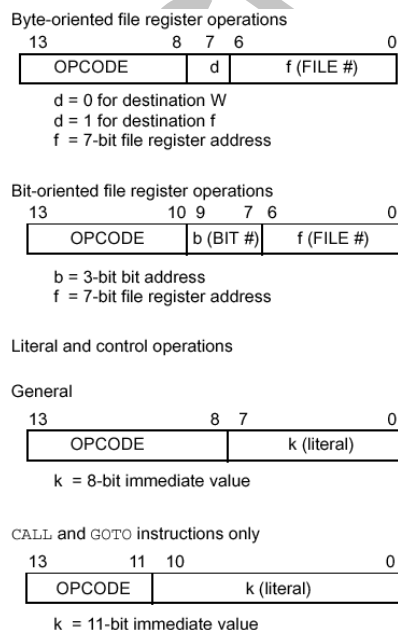 Byte-oriented file register operations
13 8 7 6 0
OPCODE d f (FILE #)
d = 0 for destination W
d = 1 for destination f
f = 7-bit file register address
Bit-oriented file register operations
13 10 9 7 6 0
OPCODE b (BIT #) f (FILE #)
b = 3-bit bit address
f = 7-bit file register address
Literal and control operations
General
13 8 7 0
OPCODE k (literal)
k = 8-bit immediate value
CALL and GOTO instructions only
13 11 10 0
OPCODE k (literal)
k = 11-bit immediate value